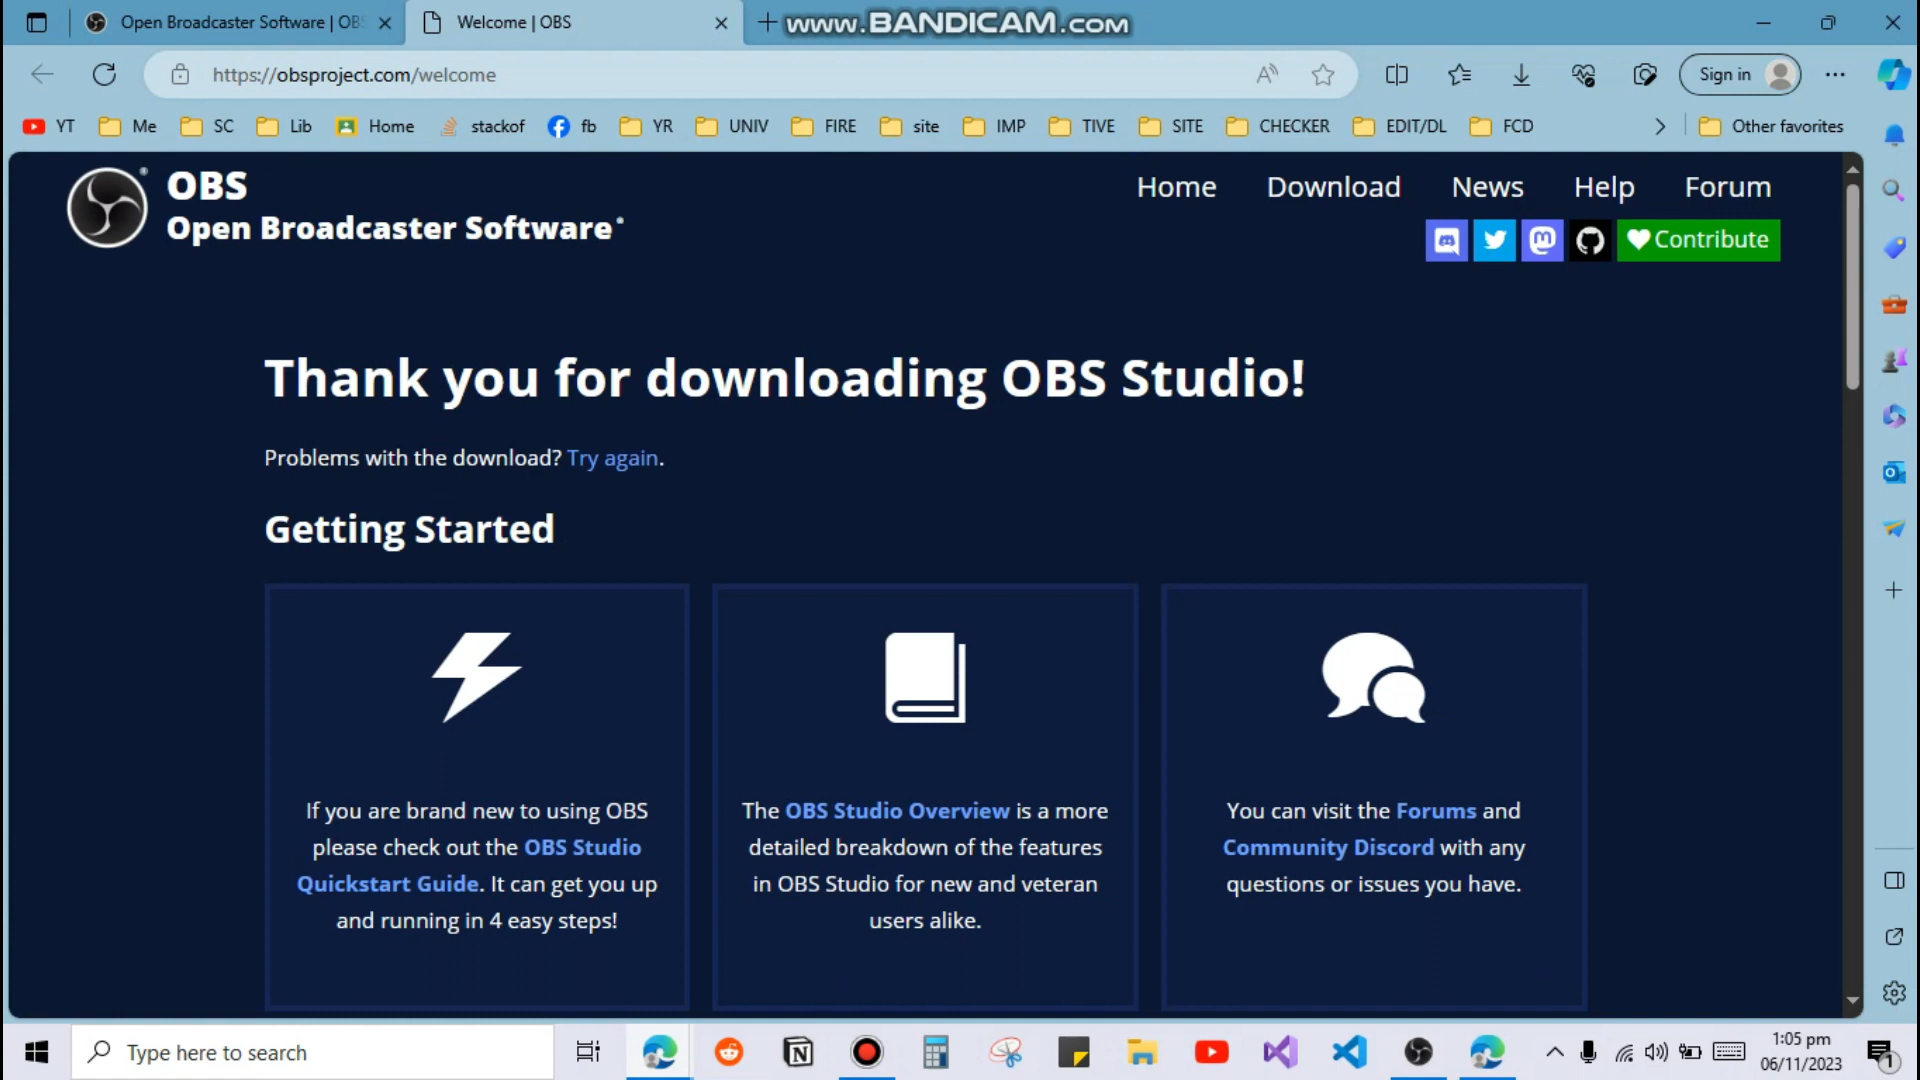 Open Broadcaster Software | OBS
Welcome | OBS
www.BANDICAM.com
https://obsproject.com/welcome
Sign in
YT
Me
SC
Lib
Home
stackof
fb
YR
UNIV
FIRE
site
IMP
TIVE
SITE
CHECKER
EDIT/DL
FCD
Other favorites
OBS
Open Broadcaster Software
Home
Download
News
Help
Forum
Contribute
Thank you for downloading OBS Studio!
Problems with the download? Try again.
Getting Started
If you are brand new to using OBS
please check out the OBS Studio
Quickstart Guide. It can get you up
and running in 4 easy steps!
The OBS Studio Overview is a more
detailed breakdown of the features
in OBS Studio for new and veteran
users alike.
You can visit the Forums and
Community Discord with any
questions or issues you have.
Type here to search
1:05 pm
06/11/2023
1